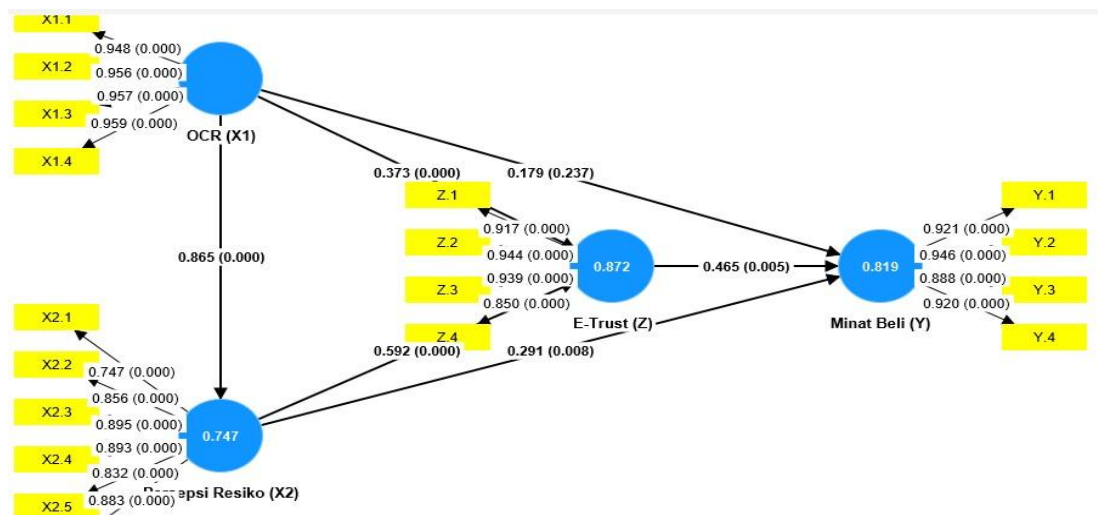 X1.1
0.948 (0.000)
X1.2
0.956 (0.000)
0.957 (0.000)
X1.3
0.959 (0.000)
X1.4
OCR (X1)
0.373 (0.000)
0.179 (0.237)
Z.1
0.917 (0.000)
Z.2
0.944 (0.000)
Z.3
0.939 (0.000)
0.850 (0.000)
Z.4
0.872
E-Trust (Z)
0.465 (0.005)
0.819
Minat Beli (Y)
Y.1
0.921 (0.000)
Y.2
0.946 (0.000)
0.888 (0.000)
Y.3
0.920 (0.000)
Y.4
0.865 (0.000)
0.592 (0.000)
0.291 (0.008)
X2.1
0.747 (0.000)
X2.2
0.856 (0.000)
X2.3
0.895 (0.000)
0.893 (0.000)
X2.4
0.832 (0.000)
X2.5
0.883 (0.000)
0.747
Persepsi Resiko (X2)